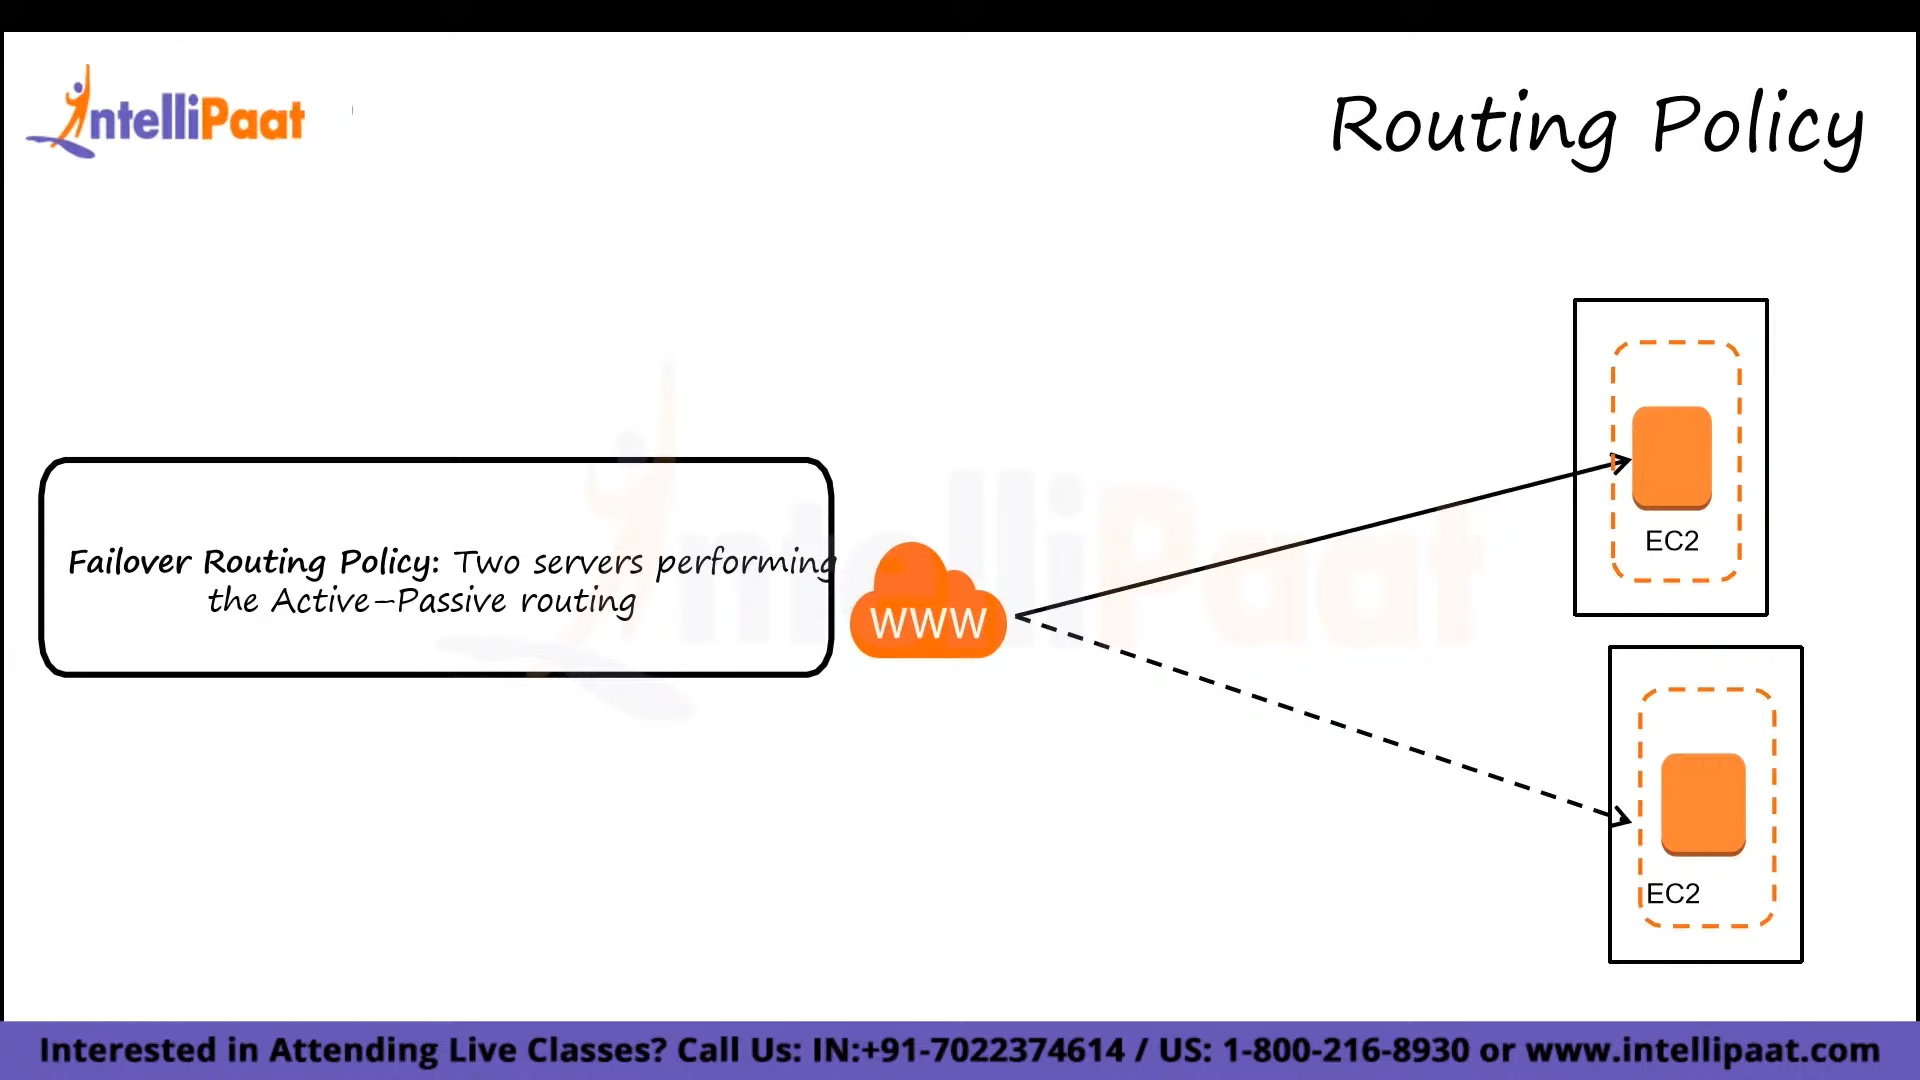 IntelliPaat
Routing Policy
Failover Routing Policy: Two servers performing
the Active–Passive routing
WWW
EC2
EC2
IntelliPaat
Interested in Attending Live Classes? Call Us: IN:+91-7022374614 / US: 1-800-216-8930 or www.intellipaat.com